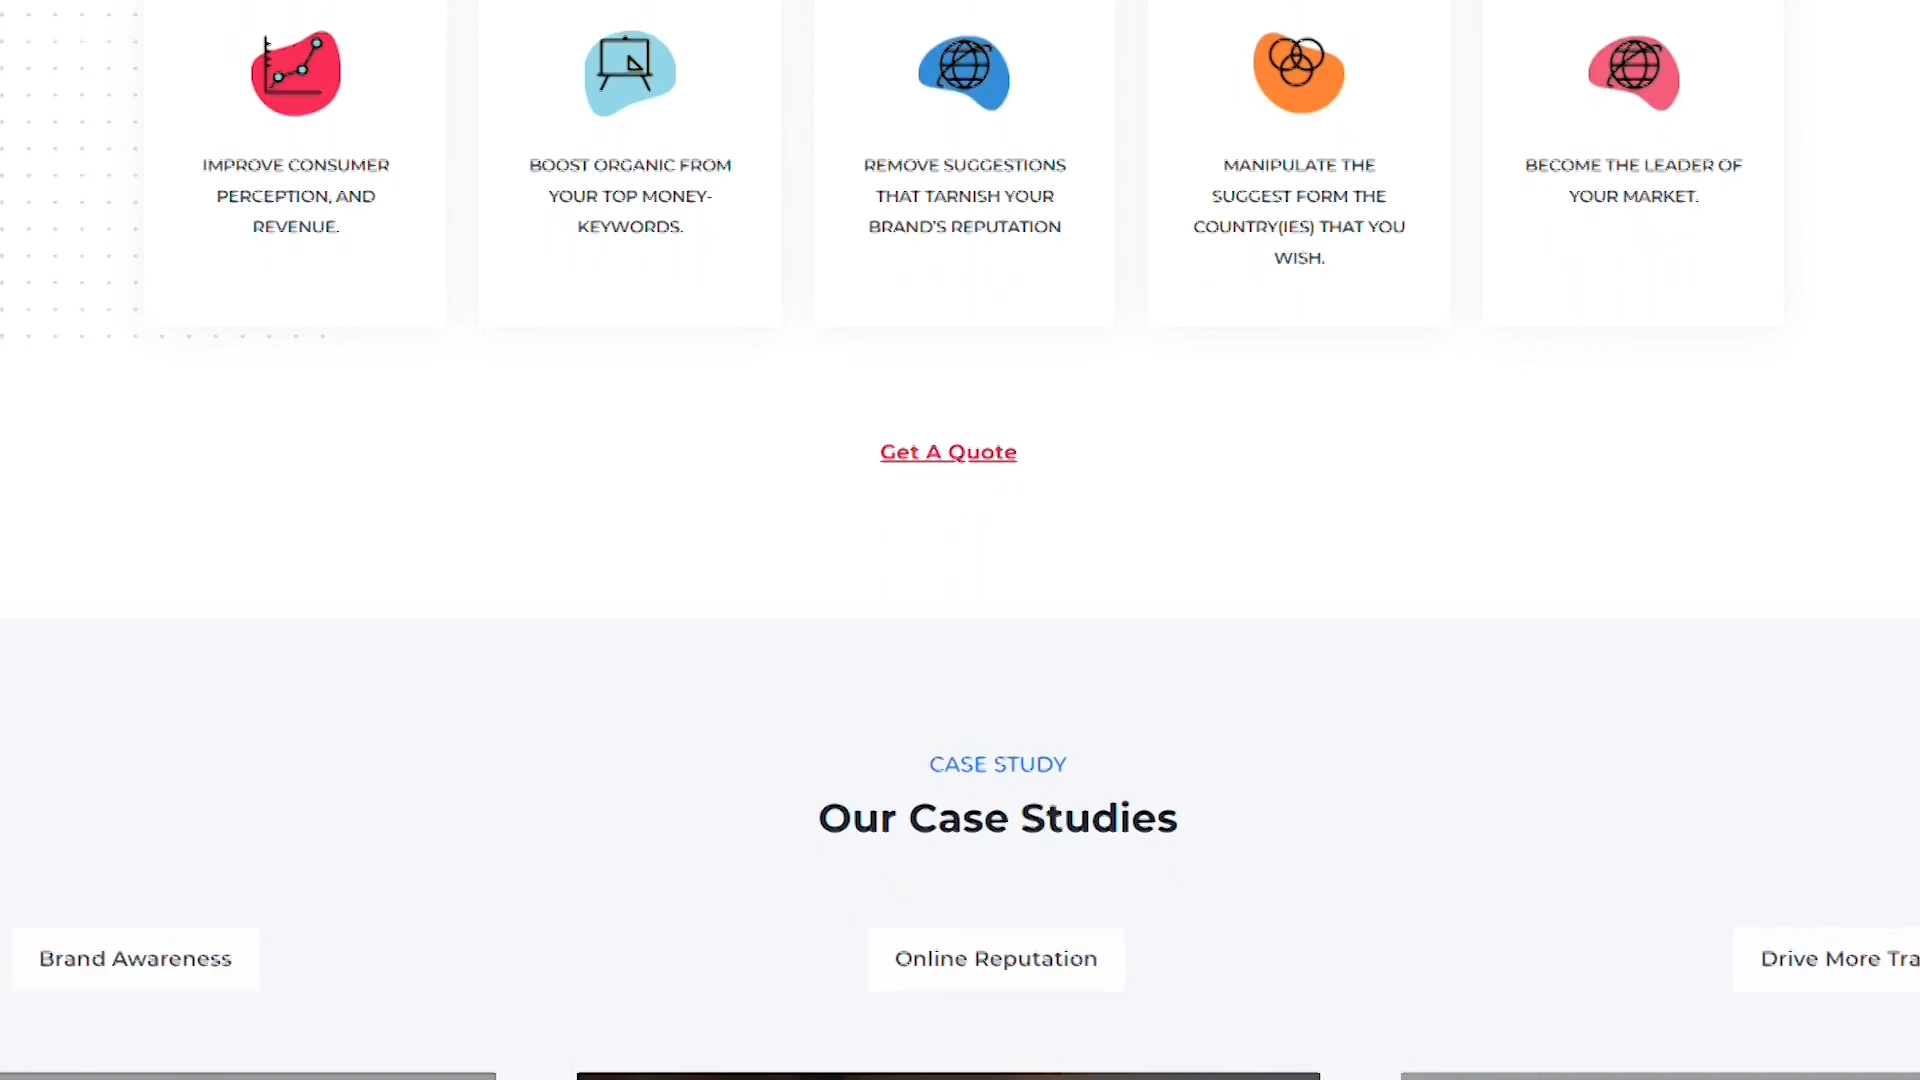 IMPROVE CONSUMER
PERCEPTION, AND
REVENUE.
BOOST ORGANIC FROM
YOUR TOP MONEY-
KEYWORDS.
REMOVE SUGGESTIONS
THAT TARNISH YOUR
BRAND'S REPUTATION
MANIPULATE THE
SUGGEST FORM THE
COUNTRY(IES) THAT YOU
WISH.
BECOME THE LEADER OF
YOUR MARKET.
Get A Quote
CASE STUDY
Our Case Studies
Brand Awareness
Online Reputation
Drive More Tra